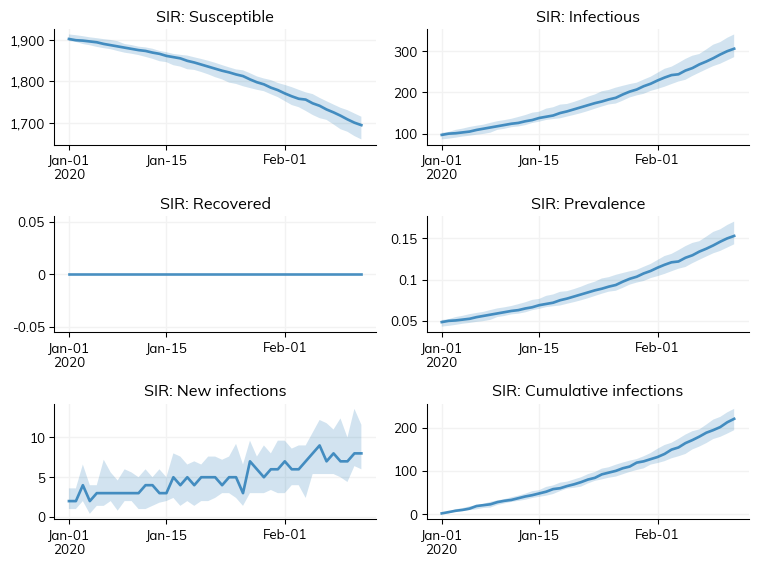 SIR: Susceptible
1,900
1,800
1,700
Jan-01
2020
Jan-15
Feb-01
SIR: Infectious
300
200
100
Jan-01
2020
Jan-15
Feb-01
SIR: Recovered
0.05
0
-0.05
Jan-01
2020
Jan-15
Feb-01
SIR: Prevalence
0.15
0.1
0.05
Jan-01
2020
Jan-15
Feb-01
SIR: New infections
10
5
0
Jan-01
2020
Jan-15
Feb-01
SIR: Cumulative infections
200
100
0
Jan-01
2020
Jan-15
Feb-01